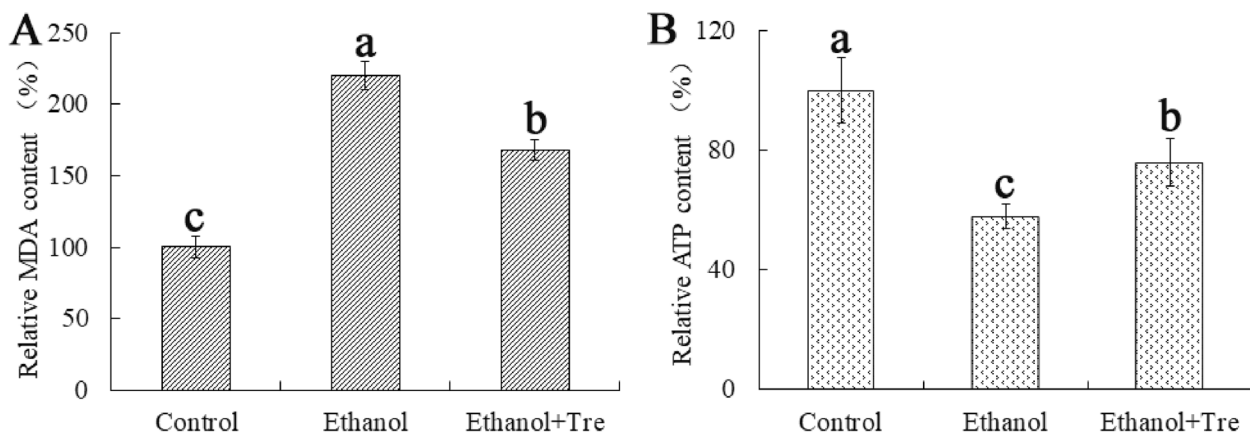 A
Relative MDA content （%）
250
200
150
100
50
0
c
a
b
Control
Ethanol
Ethanol+Tre
B
Relative ATP content （%）
120
80
40
0
a
c
b
Control
Ethanol
Ethanol+Tre